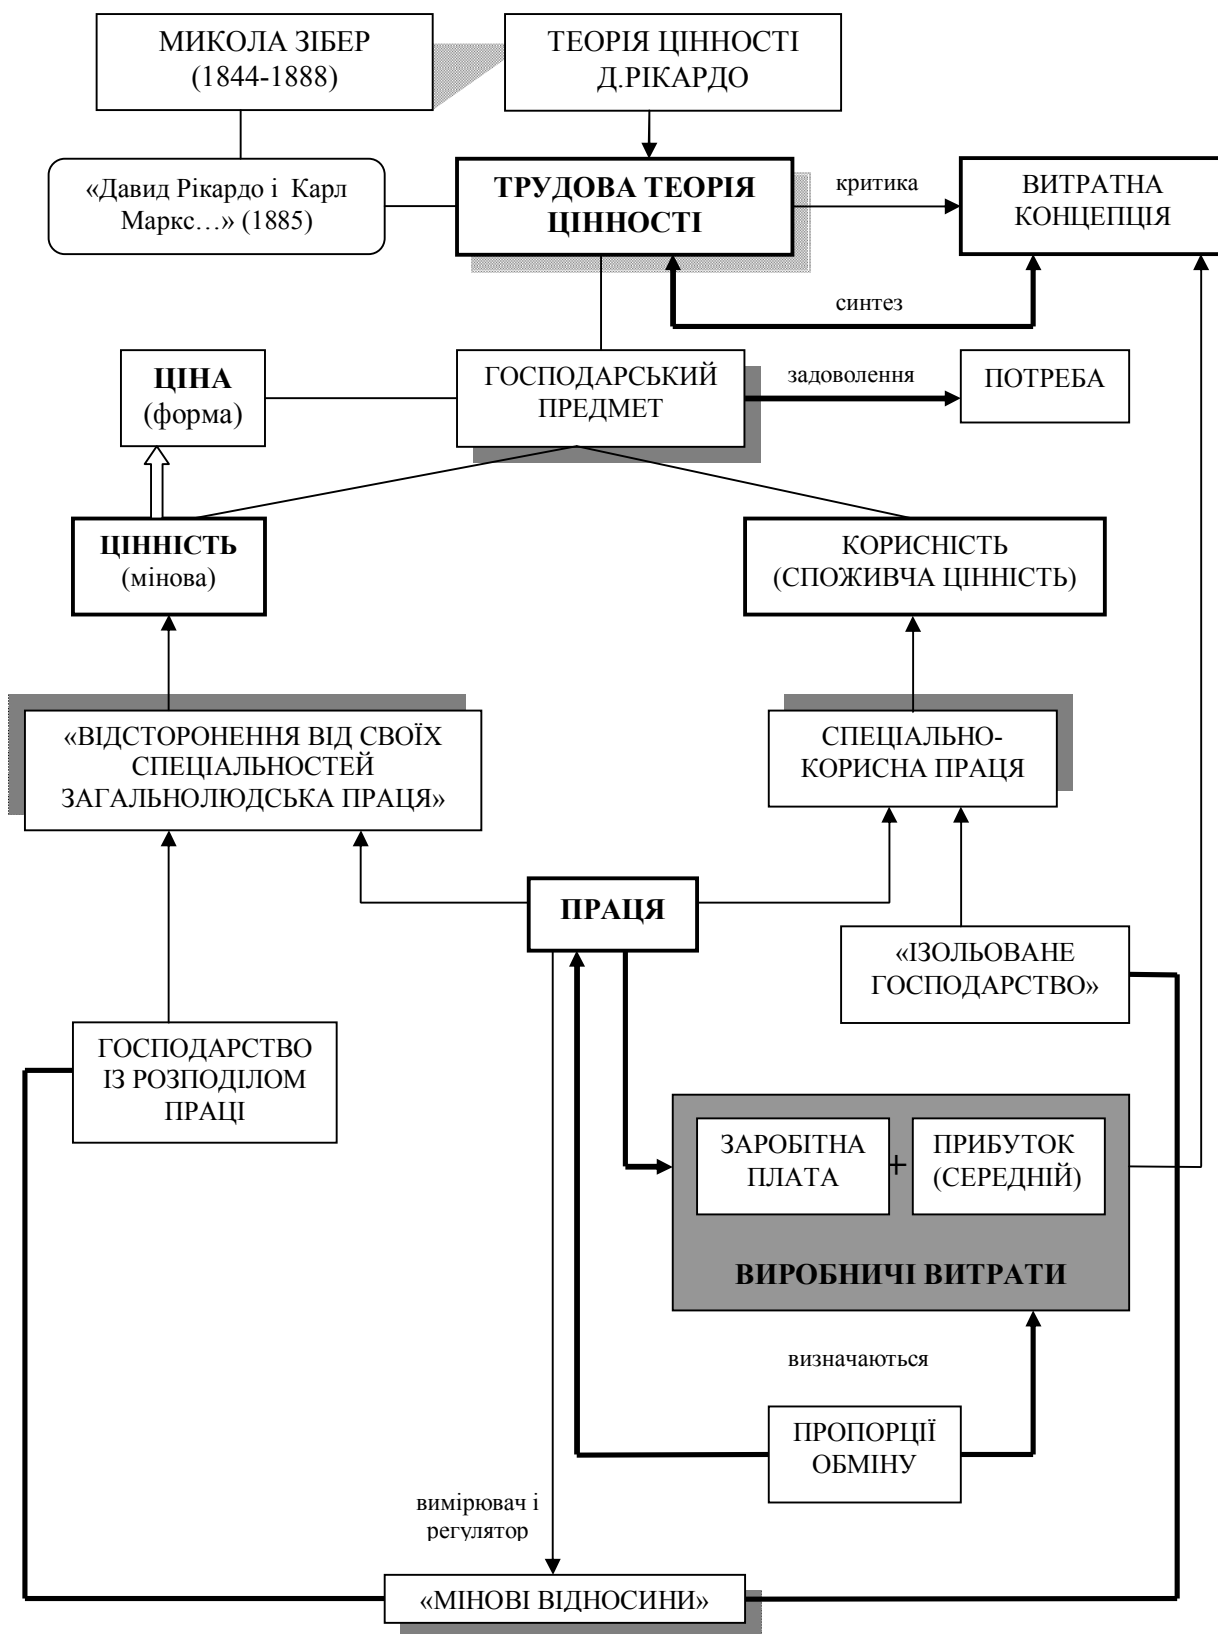 МИКОЛА ЗІБЕР
(1844-1888)
ТЕОРІЯ ЦІННОСТІ
Д.РІКАРДО
«Давид Рікардо і Карл
Маркс…» (1885)
ТРУДОВА ТЕОРІЯ
ЦІННОСТІ
критика
ВИТРАТНА
КОНЦЕПЦІЯ
синтез
ЦІНА
(форма)
ГОСПОДАРСЬКИЙ
ПРЕДМЕТ
задоволення
ПОТРЕБА
ЦІННІСТЬ
(мінова)
КОРИСНІСТЬ
(СПОЖИВЧА ЦІННІСТЬ)
«ВІДСТОРОНЕННЯ ВІД СВОЇХ
СПЕЦІАЛЬНОСТЕЙ
ЗАГАЛЬНОЛЮДСЬКА ПРАЦЯ»
СПЕЦІАЛЬНО-
КОРИСНА ПРАЦЯ
ПРАЦЯ
«ІЗОЛЬОВАНЕ
ГОСПОДАРСТВО»
ГОСПОДАРСТВО
ІЗ РОЗПОДІЛОМ
ПРАЦІ
ЗАРОБІТНА
ПЛАТА
+
ПРИБУТОК
(СЕРЕДНІЙ)
ВИРОБНИЧІ ВИТРАТИ
визначаються
ПРОПОРЦІЇ
ОБМІНУ
вимірювач і
регулятор
«МІНОВІ ВІДНОСИНИ»